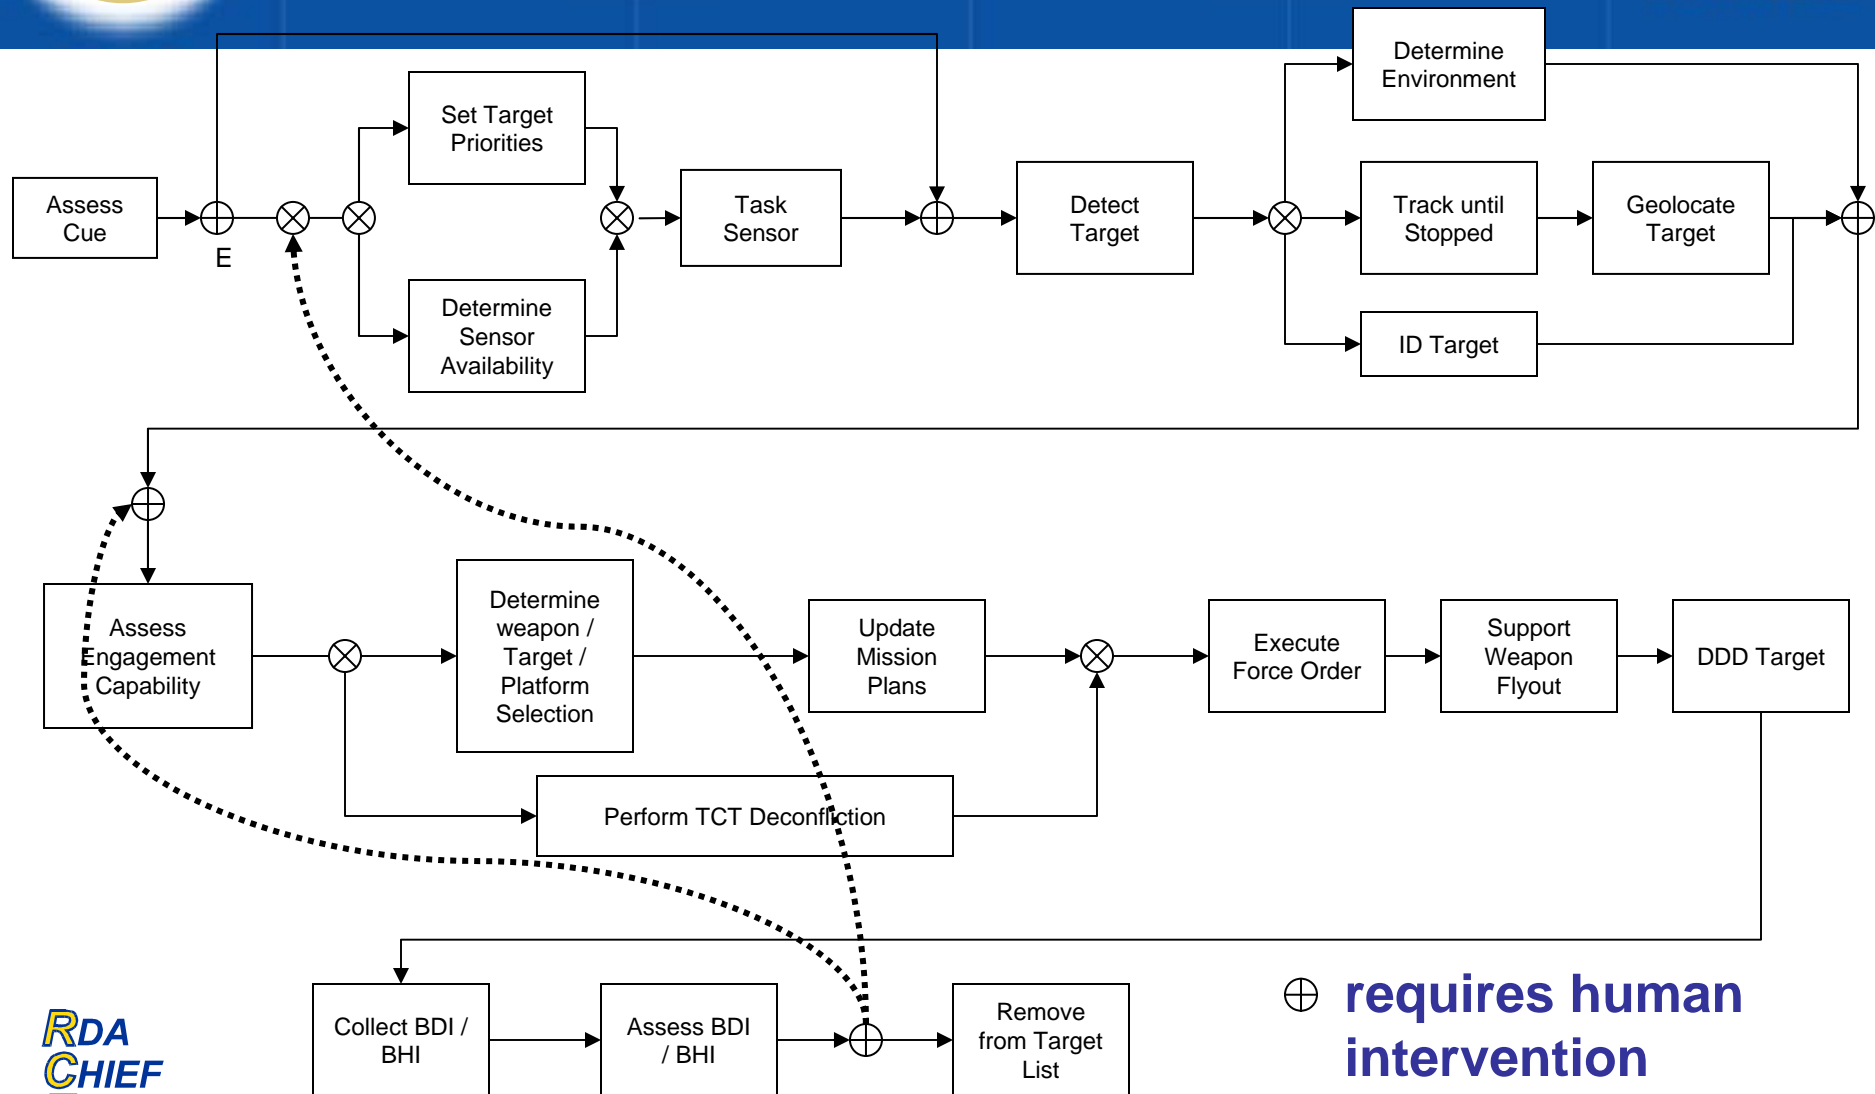 Determine
Environment
Set Target
Priorities
Assess
Cue
E
Task
Sensor
Detect
Target
Track until
Stopped
Geolocate
Target
Determine
Sensor
Availability
ID Target
Assess
Engagement
Capability
Determine
weapon /
Target /
Platform
Selection
Update
Mission
Plans
Execute
Force Order
Support
Weapon
Flyout
DDD Target
Perform TCT Deconfliction
Collect BDI /
BHI
Assess BDI
/ BHI
Remove
from Target
List
requires human
intervention
RDA
CHIEF